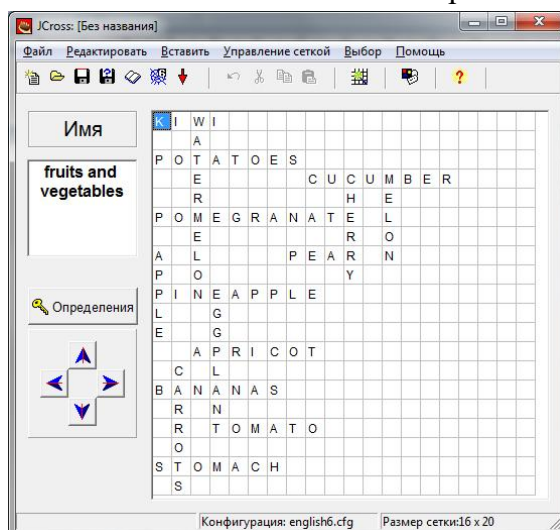 JCross: [Без названия]
Файл Редактировать Вставить Управление сеткой Выбор Помощь
Имя
fruits and
vegetables
Определения
K I W I
A
P O T A T O E S
E C U C U M B E R
R H E
P O M E G R A N A T E L
E R O
A L P E A R N
P O Y
P I N E A P P L E
L G
E G
A P R I C O T
C L
B A N A N A S
R N
R T O M A T O
O
S T O M A C H
S
Конфигурация: english6.cfg Размер сетки:16 x 20